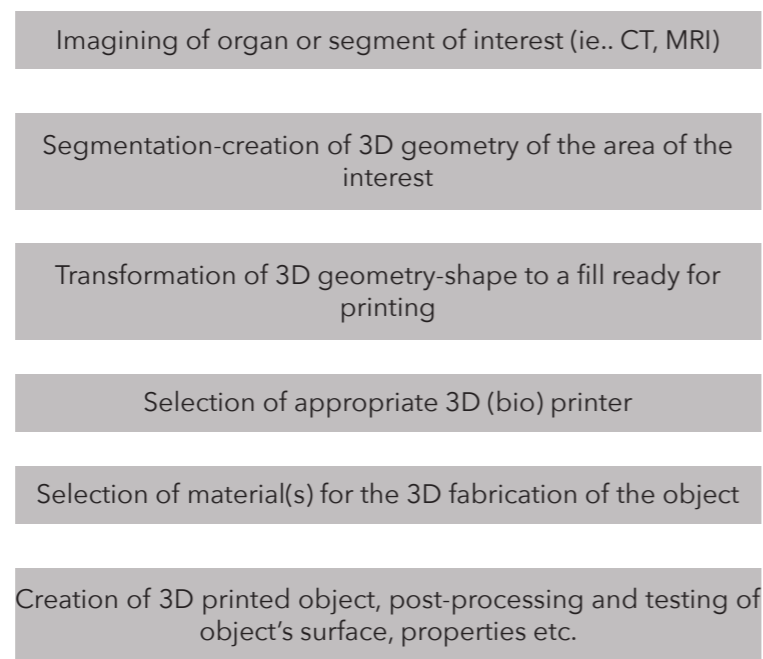 Imagining of organ or segment of interest (ie.. CT, MRI)
Segmentation-creation of 3D geometry of the area of the
interest
Transformation of 3D geometry-shape to a fill ready for
printing
Selection of appropriate 3D (bio) printer
Selection of material(s) for the 3D fabrication of the object
Creation of 3D printed object, post-processing and testing of
object’s surface, properties etc.